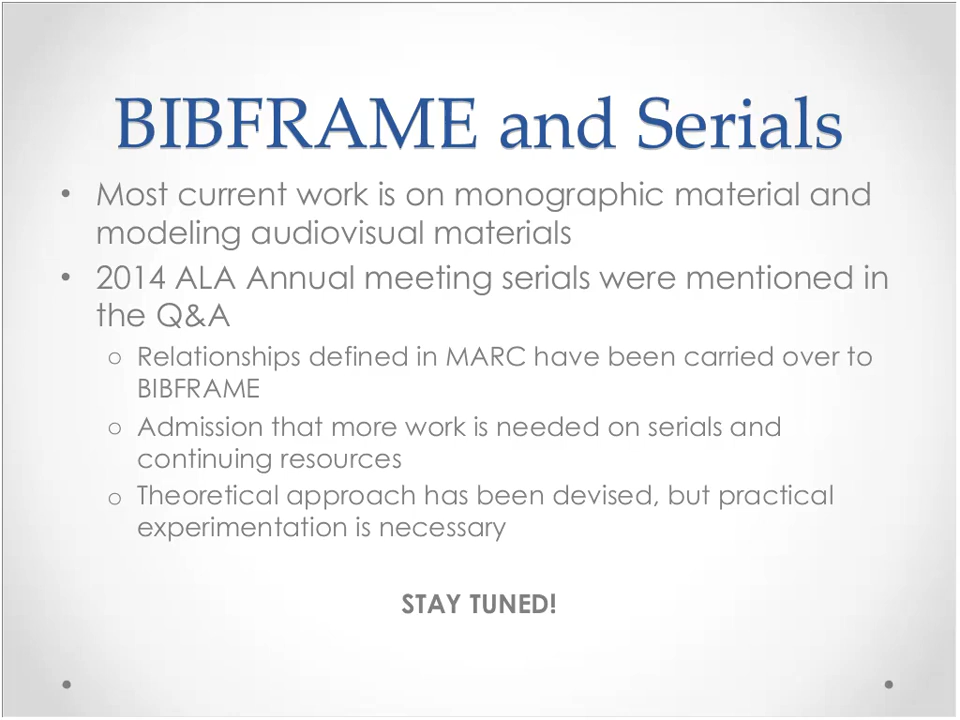 BIBFRAME and Serials
• Most current work is on monographic material and
modeling audiovisual materials
• 2014 ALA Annual meeting serials were mentioned in
the Q&A
o Relationships defined in MARC have been carried over to
BIBFRAME
o Admission that more work is needed on serials and
continuing resources
o Theoretical approach has been devised, but practical
experimentation is necessary
STAY TUNED!